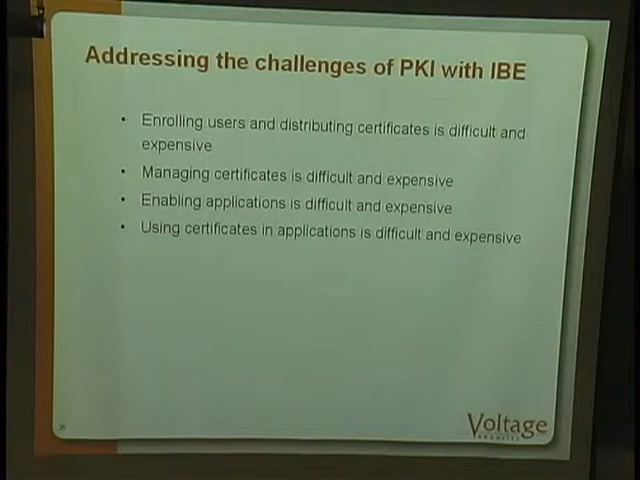 Addressing the challenges of PKI with IBE
• Enrolling users and distributing certificates is difficult and
expensive
• Managing certificates is difficult and expensive
• Enabling applications is difficult and expensive
• Using certificates in applications is difficult and expensive
Voltage